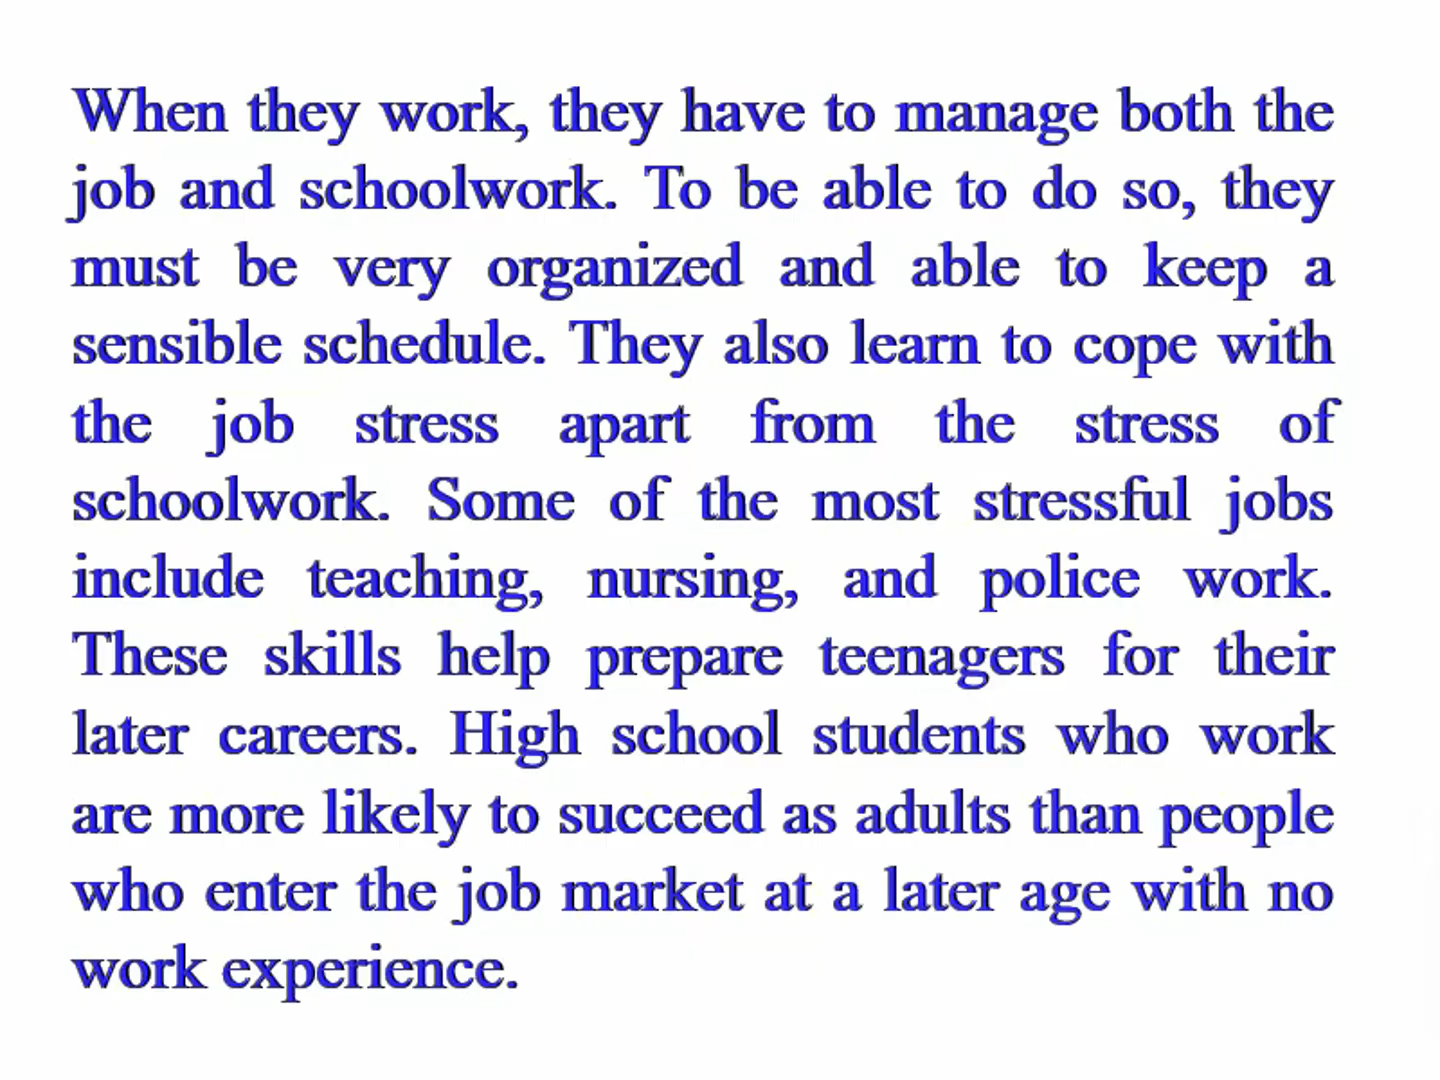 When they work, they have to manage both the
job and schoolwork. To be able to do so, they
must be very organized and able to keep a
sensible schedule. They also learn to cope with
the job stress apart from the stress of
schoolwork. Some of the most stressful jobs
include teaching, nursing, and police work.
These skills help prepare teenagers for their
later careers. High school students who work
are more likely to succeed as adults than people
who enter the job market at a later age with no
work experience.